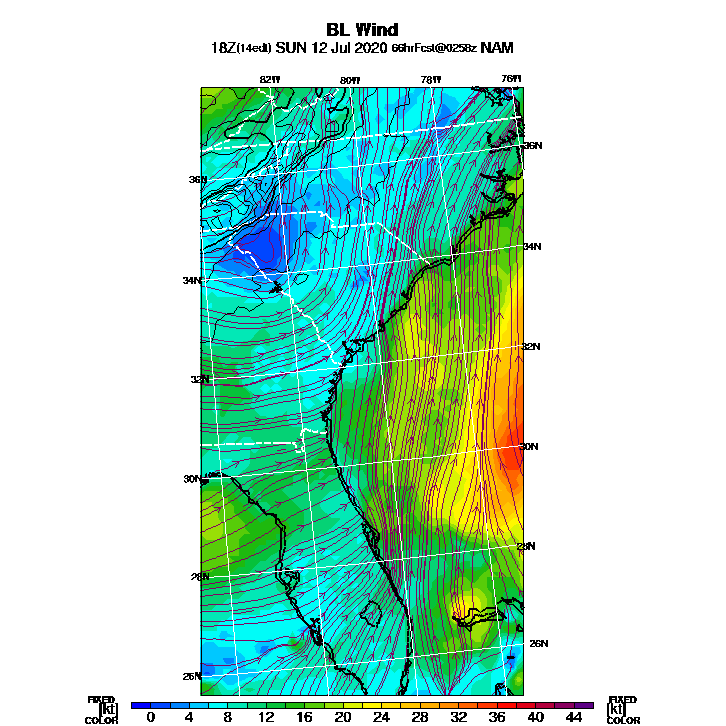 BL Wind
18Z(14edt) SUN 12 Jul 2020 66hrFcst@0258z NAM
82W 80W 78W 76W
36N 36N
34N 34N
32N 32N
30N 30N
28N 28N
26N 26N
FIXED FIXED
[kt] 0 4 8 12 16 20 24 28 32 36 40 44 [kt]
COLOR COLOR